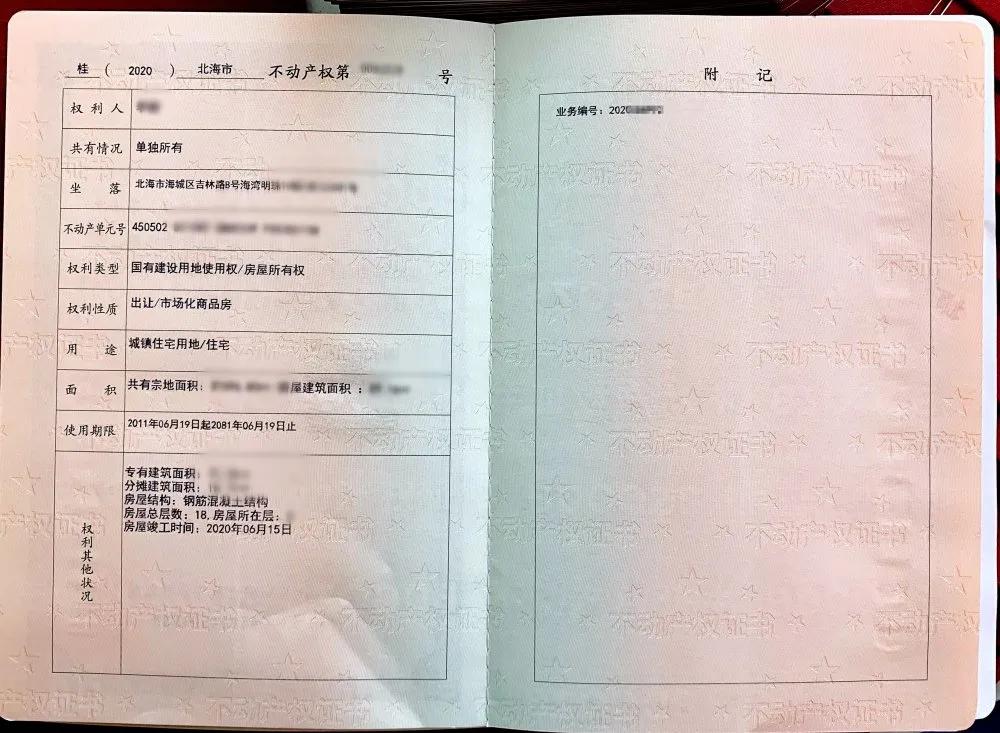 桂 （ 2020 ） 北海市 不动产权第 号
权利人
共有情况 单独所有
坐落 北海市海城区吉林路8号海湾明珠
不动产单元号 450502
权利类型 国有建设用地使用权/房屋所有权
权利性质 出让/市场化商品房
用途 城镇住宅用地/住宅
面积 共有宗地面积： 屋建筑面积：
使用期限 2011年06月19日起2081年06月19日止
权利其他状况
专有建筑面积：
分摊建筑面积：
房屋结构：钢筋混凝土结构
房屋总层数：18,房屋所在层：
房屋竣工时间：2020年06月15日
附记
业务编号：2020